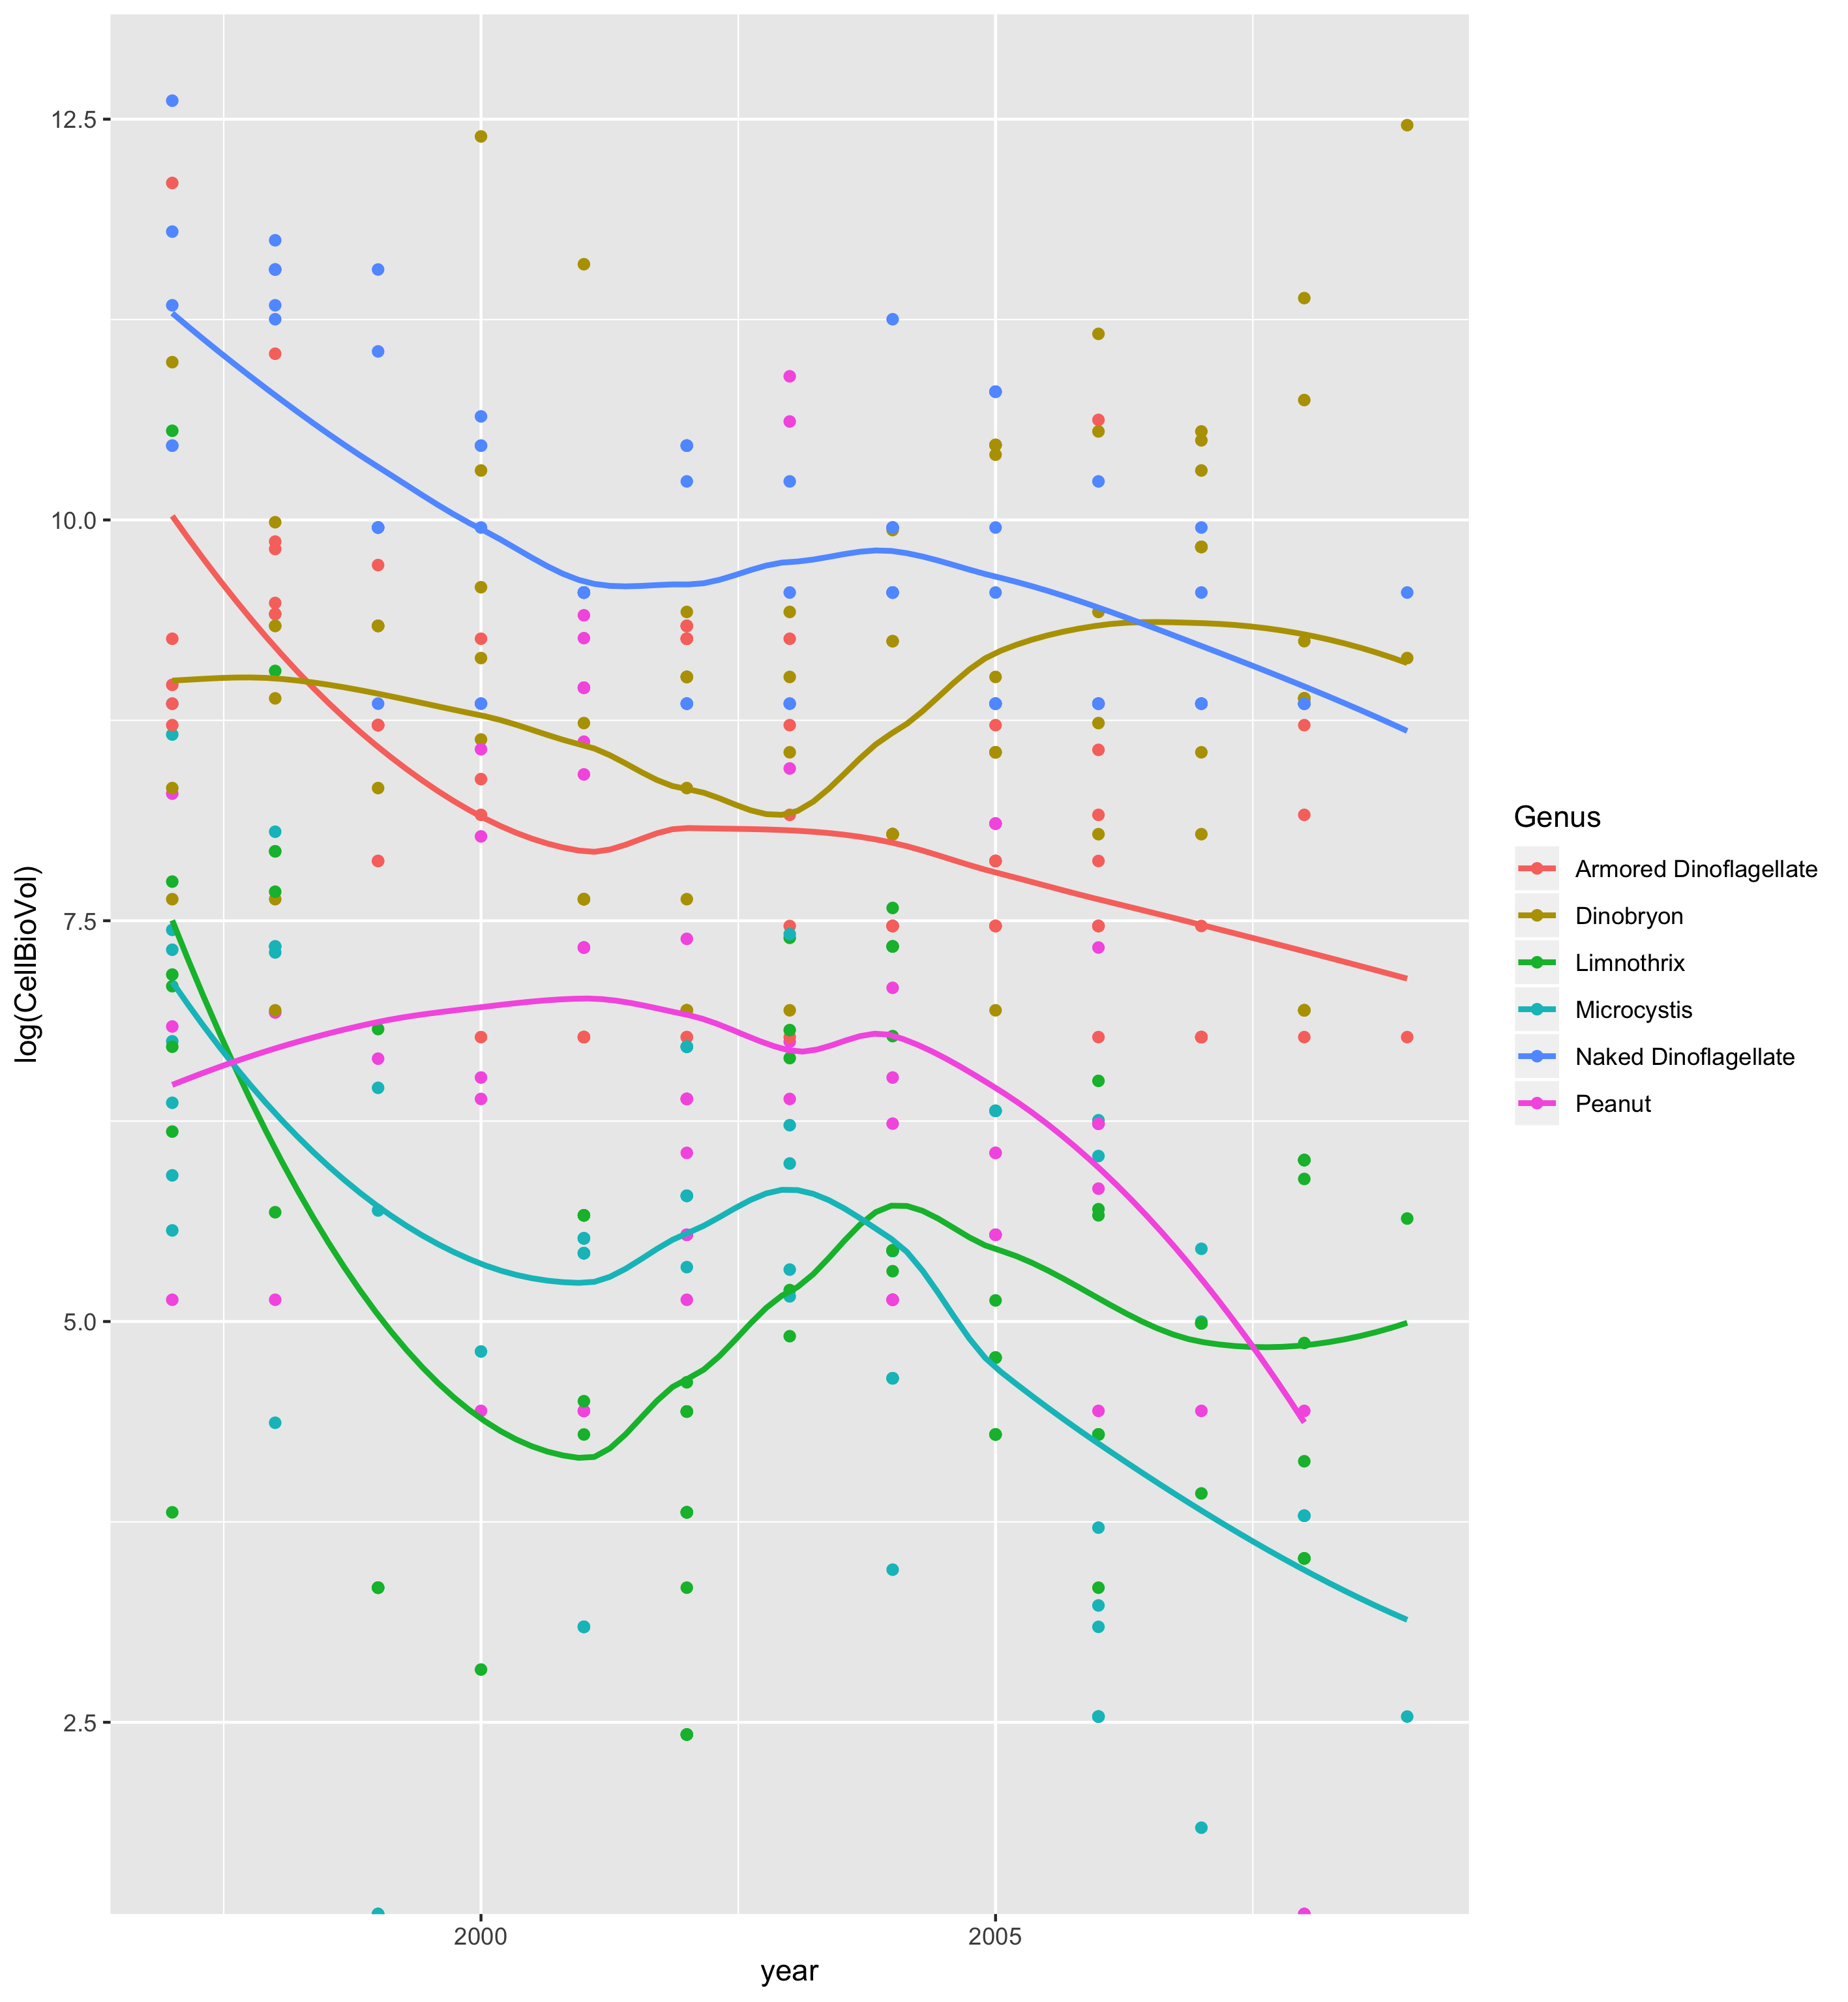 12.5
10.0
7.5
5.0
2.5
log(CellBioVol)
2000
2005
year
Genus
Armored Dinoflagellate
Dinobryon
Limnothrix
Microcystis
Naked Dinoflagellate
Peanut